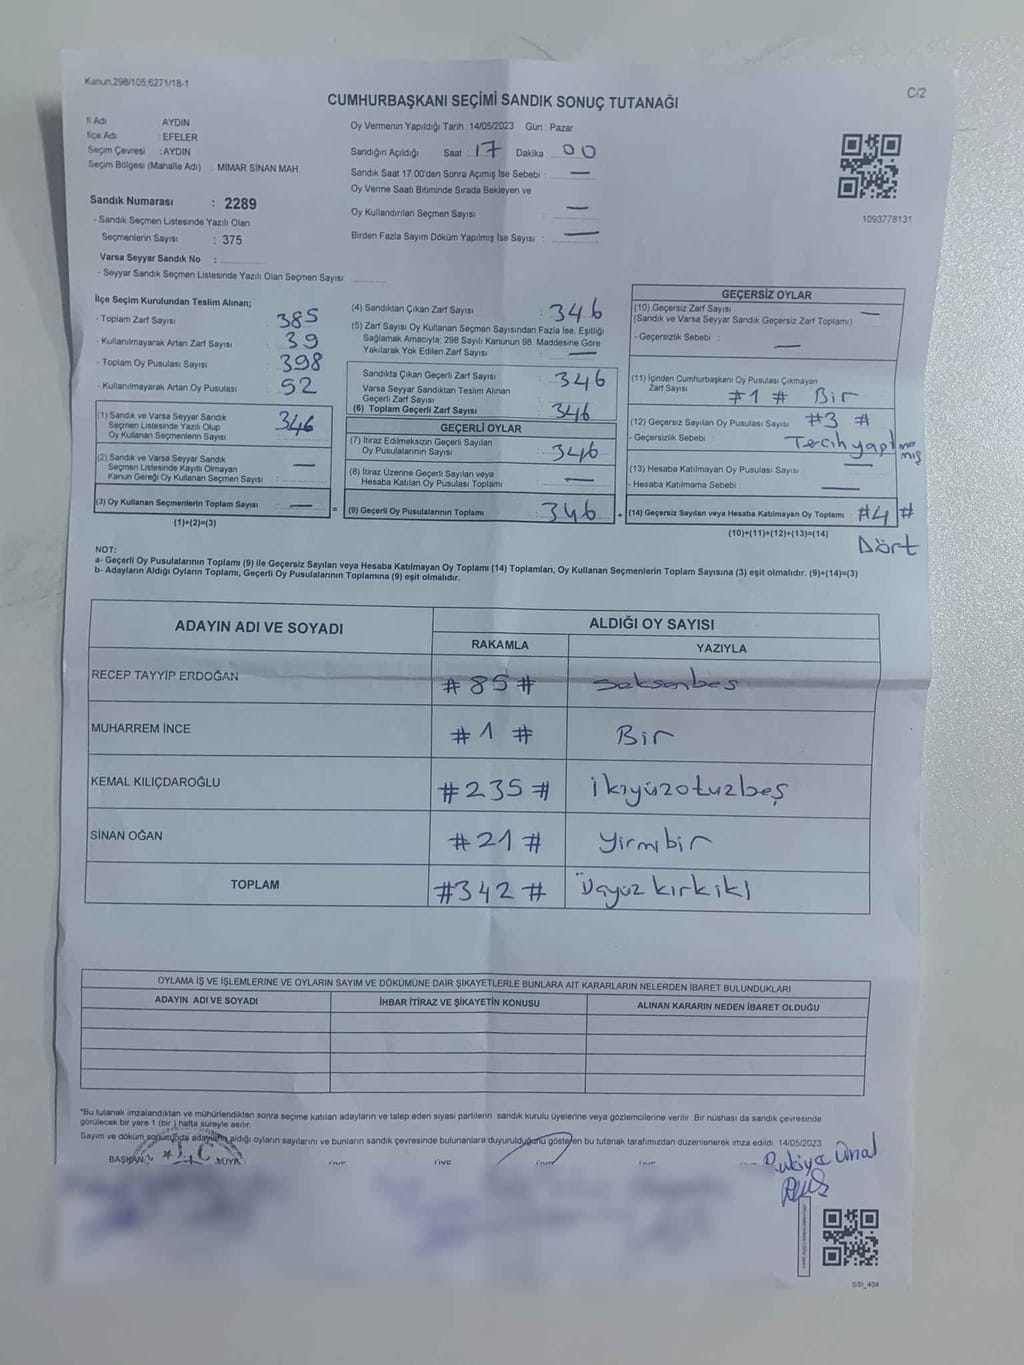 Kanun;298/105;6271/18-1
C/2
CUMHURBAŞKANI SEÇİMİ SANDIK SONUÇ TUTANAĞI
İl Adı AYDIN
İlçe Adı : EFELER
Seçim Çevresi : AYDIN
Seçim Bölgesi (Mahalle Adı) : MİMAR SİNAN MAH.
Sandık Numarası : 2289
- Sandık Seçmen Listesinde Yazılı Olan
Seçmenlerin Sayısı : 375
Varsa Seyyar Sandık No :
- Seyyar Sandık Seçmen Listesinde Yazılı Olan Seçmen Sayısı:
Oy Vermenin Yapıldığı Tarih : 14/05/2023 Gün : Pazar
Sandığın Açıldığı Saat : 17 Dakika : 00
Sandık Saat 17.00'den Sonra Açımış İse Sebebi : —
Oy Verme Saati Bitiminde Sırada Bekleyen ve
Oy Kullandırılan Seçmen Sayısı : —
Birden Fazla Sayım Döküm Yapılmış İse Sayısı : —
1093778131
İlçe Seçim Kurulundan Teslim Alınan;
- Toplam Zarf Sayısı : 385
- Kullanılmayarak Artan Zarf Sayısı : 39
- Toplam Oy Pusulası Sayısı : 398
- Kullanılmayarak Artan Oy Pusulası : 52
(1) Sandık ve Varsa Seyyar Sandık
Seçmen Listesinde Yazılı Olup
Oy Kullanan Seçmenlerin Sayısı : 346
(2) Sandık ve Varsa Seyyar Sandık
Seçmen Listesinde Kayıtlı Olmayan
Kanun Gereği Oy Kullanan Seçmen Sayısı : —
(3) Oy Kullanan Seçmenlerin Toplam Sayısı : —
(1)+(2)=(3)
(4) Sandıktan Çıkan Zarf Sayısı : 346
(5) Zarf Sayısı Oy Kullanan Seçmen Sayısından Fazla İse, Eşitliği
Sağlamak Amacıyla; 298 Sayılı Kanunun 98. Maddesine Göre
Yakılarak Yok Edilen Zarf Sayısı : —
Sandıkta Çıkan Geçerli Zarf Sayısı : 346
Varsa Seyyar Sandıktan Teslim Alınan
Geçerli Zarf Sayısı :
(6) Toplam Geçerli Zarf Sayısı : 346
GEÇERLİ OYLAR
(7) İtiraz Edilmeksizin Geçerli Sayılan
Oy Pusulalarının Sayısı : 346
(8) İtiraz Üzerine Geçerli Sayılan veya
Hesaba Katılan Oy Pusulası Toplamı : —
= (9) Geçerli Oy Pusulalarının Toplamı : 346
GEÇERSİZ OYLAR
(10) Geçersiz Zarf Sayısı : —
(Sandık ve Varsa Seyyar Sandık Geçersiz Zarf Toplamı)
- Geçersizlik Sebebi : —
(11) İçinden Cumhurbaşkanı Oy Pusulası Çıkmayan
Zarf Sayısı : #1# Bir
(12) Geçersiz Sayılan Oy Pusulası Sayısı : #3#
- Geçersizlik Sebebi : Tercih yapılmamış
(13) Hesaba Katılmayan Oy Pusulası Sayısı : —
- Hesaba Katılmama Sebebi : —
+ (14) Geçersiz Sayılan veya Hesaba Katılmayan Oy Toplamı : #4#
(10)+(11)+(12)+(13)=(14) Dört
NOT:
a- Geçerli Oy Pusulalarının Toplamı (9) ile Geçersiz Sayılan veya Hesaba Katılmayan Oy Toplamı (14) Toplamları, Oy Kullanan Seçmenlerin Toplam Sayısına (3) eşit olmalıdır. (9)+(14)=(3)
b- Adayların Aldığı Oyların Toplamı, Geçerli Oy Pusulalarının Toplamına (9) eşit olmalıdır.
ADAYIN ADI VE SOYADI ALDIĞI OY SAYISI
RAKAMLA YAZIYLA
RECEP TAYYİP ERDOĞAN #85# seksenbeş
MUHARREM İNCE #1# Bir
KEMAL KILIÇDAROĞLU #235# ikiyüzotuzbeş
SİNAN OĞAN #21# yirmibir
TOPLAM #342# Üçyüz kırkiki
OYLAMA İŞ VE İŞLEMLERİNE VE OYLARIN SAYIM VE DÖKÜMÜNE DAİR ŞİKAYETLERLE BUNLARA AİT KARARLARIN NELERDEN İBARET BULUNDUKLARI
ADAYIN ADI VE SOYADI İHBAR İTİRAZ VE ŞİKAYETİN KONUSU ALINAN KARARIN NEDEN İBARET OLDUĞU
*Bu tutanak imzalandıktan ve mühürlendikten sonra seçime katılan adayların ve talep eden siyasi partilerin sandık kurulu üyelerine veya gözlemcilerine verilir. Bir nüshası da sandık çevresinde
görülecek bir yere 1 (bir ) hafta süreyle asılır.
Sayım ve döküm sonucunda adayların aldığı oyların sayılarını ve bunların sandık çevresinde bulunanlara duyurulduğunu gösteren bu tutanak tarafımızdan düzenlenerek imza edildi. 14/05/2023
BAŞKAN
Rukiye Ünal
SSI_404